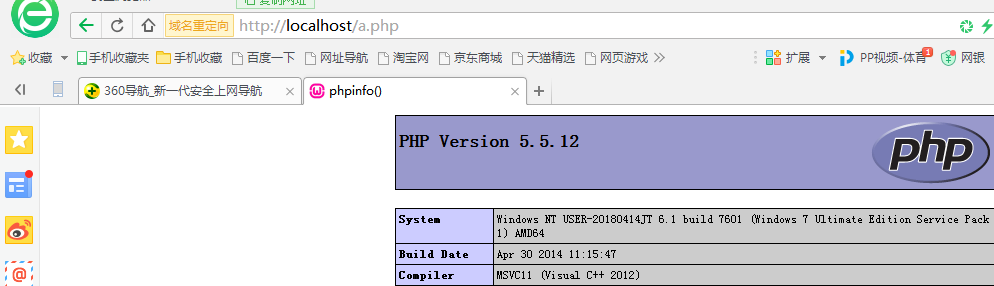 复制网址
域名重定向 http://localhost/a.php
收藏 手机收藏夹 手机收藏 百度一下 网址导航 淘宝网 京东商城 天猫精选 网页游戏 » 扩展 PP视频-体育 1 网银
360导航_新一代安全上网导航 × phpinfo() × +
PHP Version 5.5.12 php
System Windows NT USER-20180414JT 6.1 build 7601 (Windows 7 Ultimate Edition Service Pack
1) AMD64
Build Date Apr 30 2014 11:15:47
Compiler MSVC11 (Visual C++ 2012)